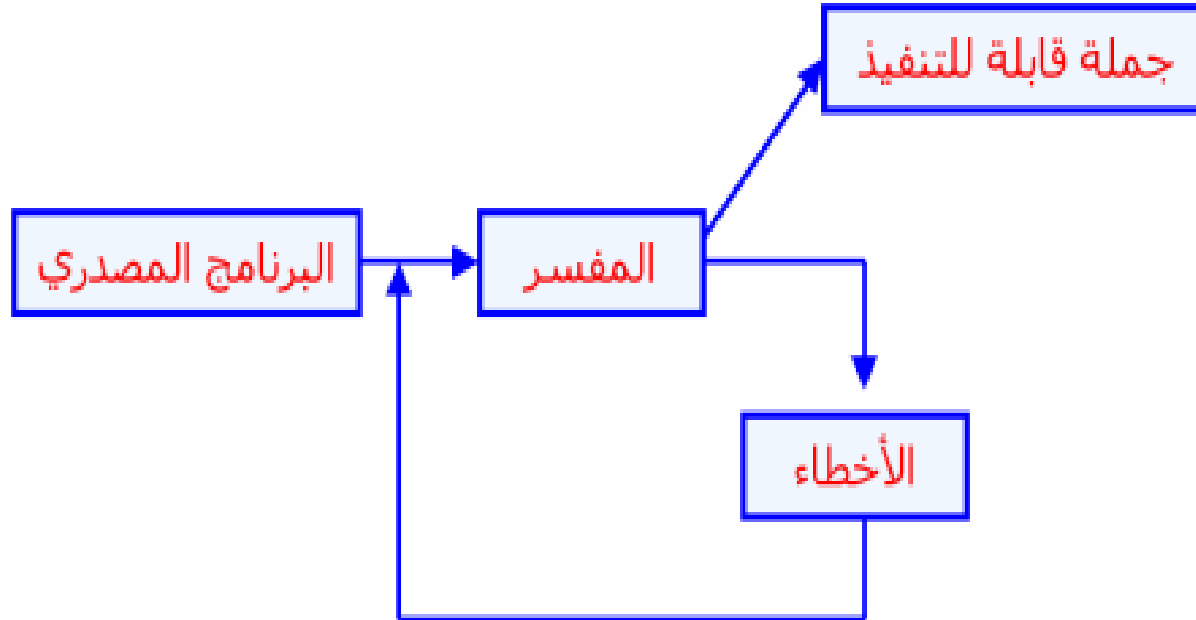 جملة قابلة للتنفيذ
البرنامج المصدري
المفسر
الأخطاء